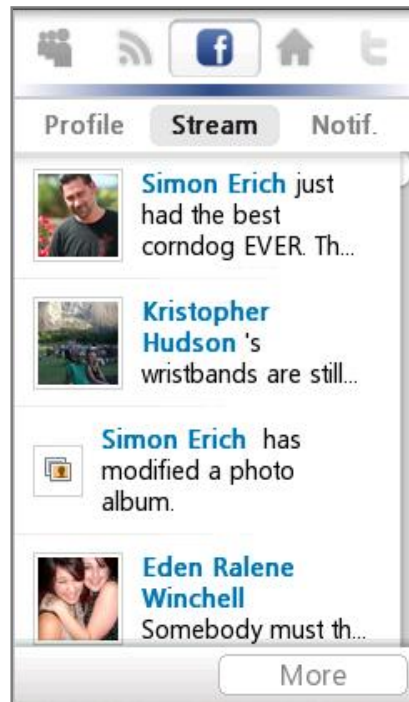 Profile Stream Notif.
Simon Erich just
had the best
corndog EVER. Th...
Kristopher
Hudson 's
wristbands are still...
Simon Erich has
modified a photo
album.
Eden Ralene
Winchell
Somebody must th...
More